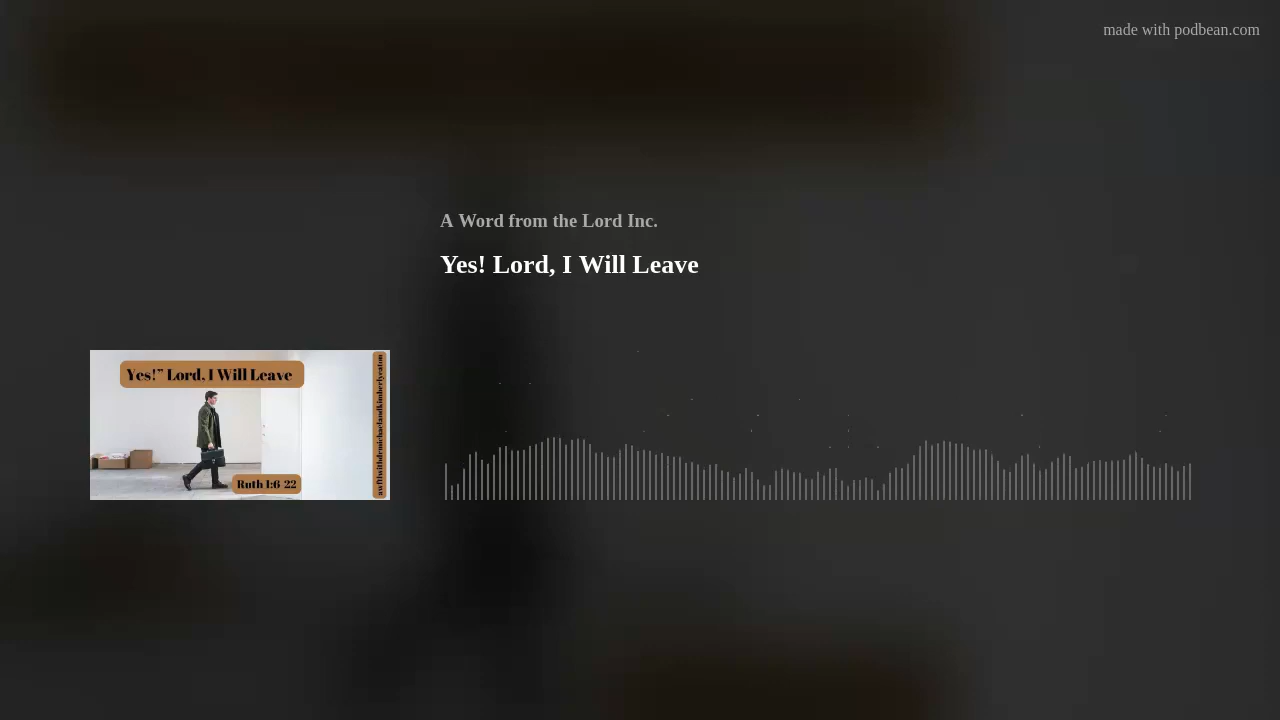 made with podbean.com
A Word from the Lord Inc.
Yes! Lord, I Will Leave
Yes!” Lord, I Will Leave
Ruth 1:6-22
awftlwithdrmichaelandkimberlyeaton